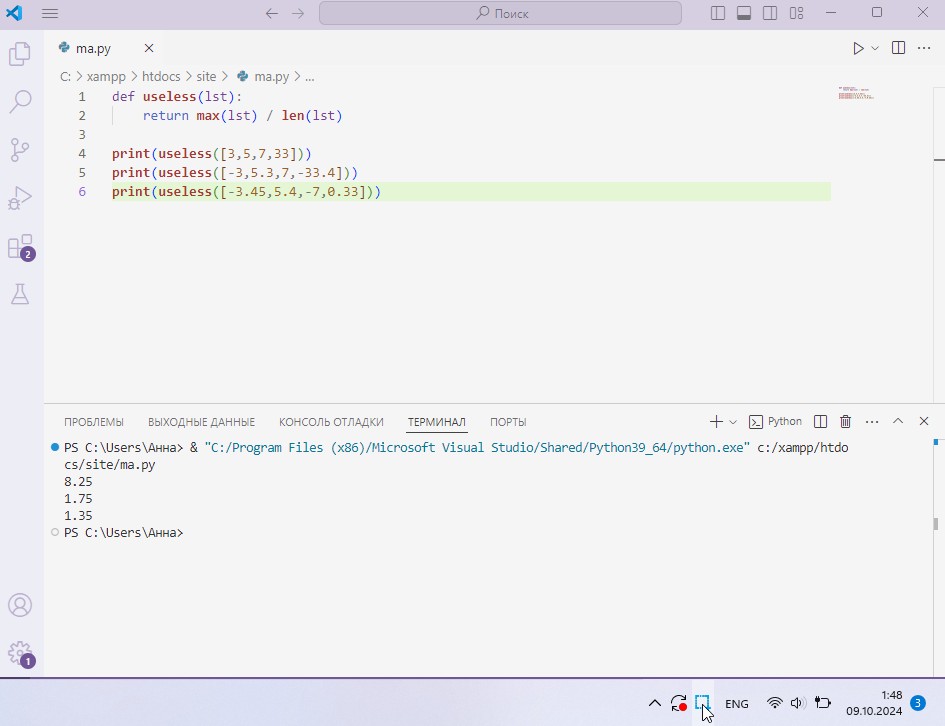 Поиск
ma.py
C: > xampp > htdocs > site > ma.py > ...
1 def useless(lst):
2 return max(lst) / len(lst)
3
4 print(useless([3,5,7,33]))
5 print(useless([-3,5.3,7,-33.4]))
6 print(useless([-3.45,5.4,-7,0.33]))
2
ПРОБЛЕМЫ ВЫХОДНЫЕ ДАННЫЕ КОНСОЛЬ ОТЛАДКИ ТЕРМИНАЛ ПОРТЫ
Python
PS C:\Users\Анна> & "C:/Program Files (x86)/Microsoft Visual Studio/Shared/Python39_64/python.exe" c:/xampp/htdo
cs/site/ma.py
8.25
1.75
1.35
PS C:\Users\Анна>
1
ENG
1:48
09.10.2024
3